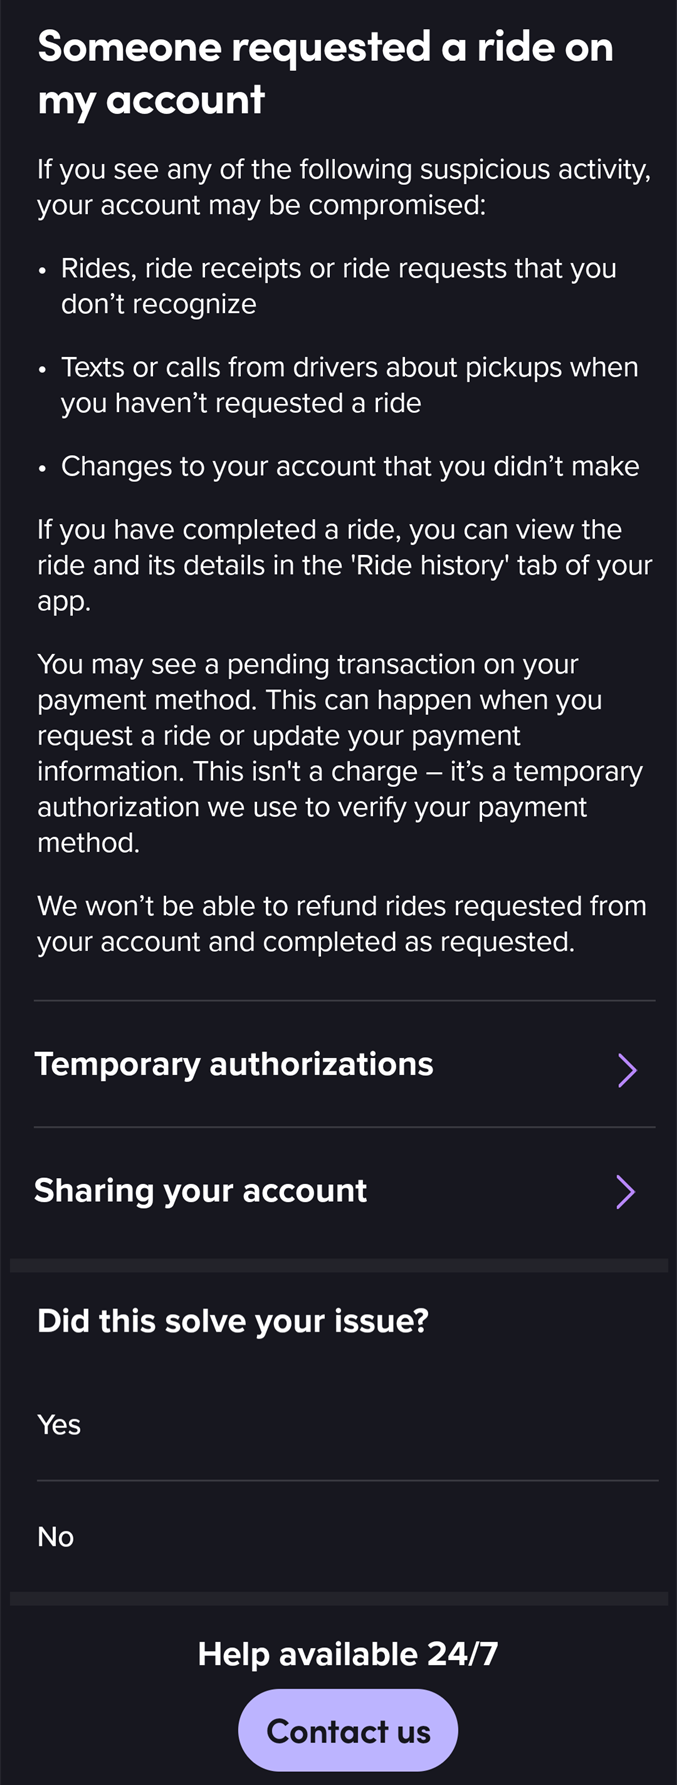 Someone requested a ride on
my account
If you see any of the following suspicious activity,
your account may be compromised:
• Rides, ride receipts or ride requests that you
don’t recognize
• Texts or calls from drivers about pickups when
you haven’t requested a ride
• Changes to your account that you didn’t make
If you have completed a ride, you can view the
ride and its details in the 'Ride history' tab of your
app.
You may see a pending transaction on your
payment method. This can happen when you
request a ride or update your payment
information. This isn't a charge – it’s a temporary
authorization we use to verify your payment
method.
We won’t be able to refund rides requested from
your account and completed as requested.
Temporary authorizations
Sharing your account
Did this solve your issue?
Yes
No
Help available 24/7
Contact us